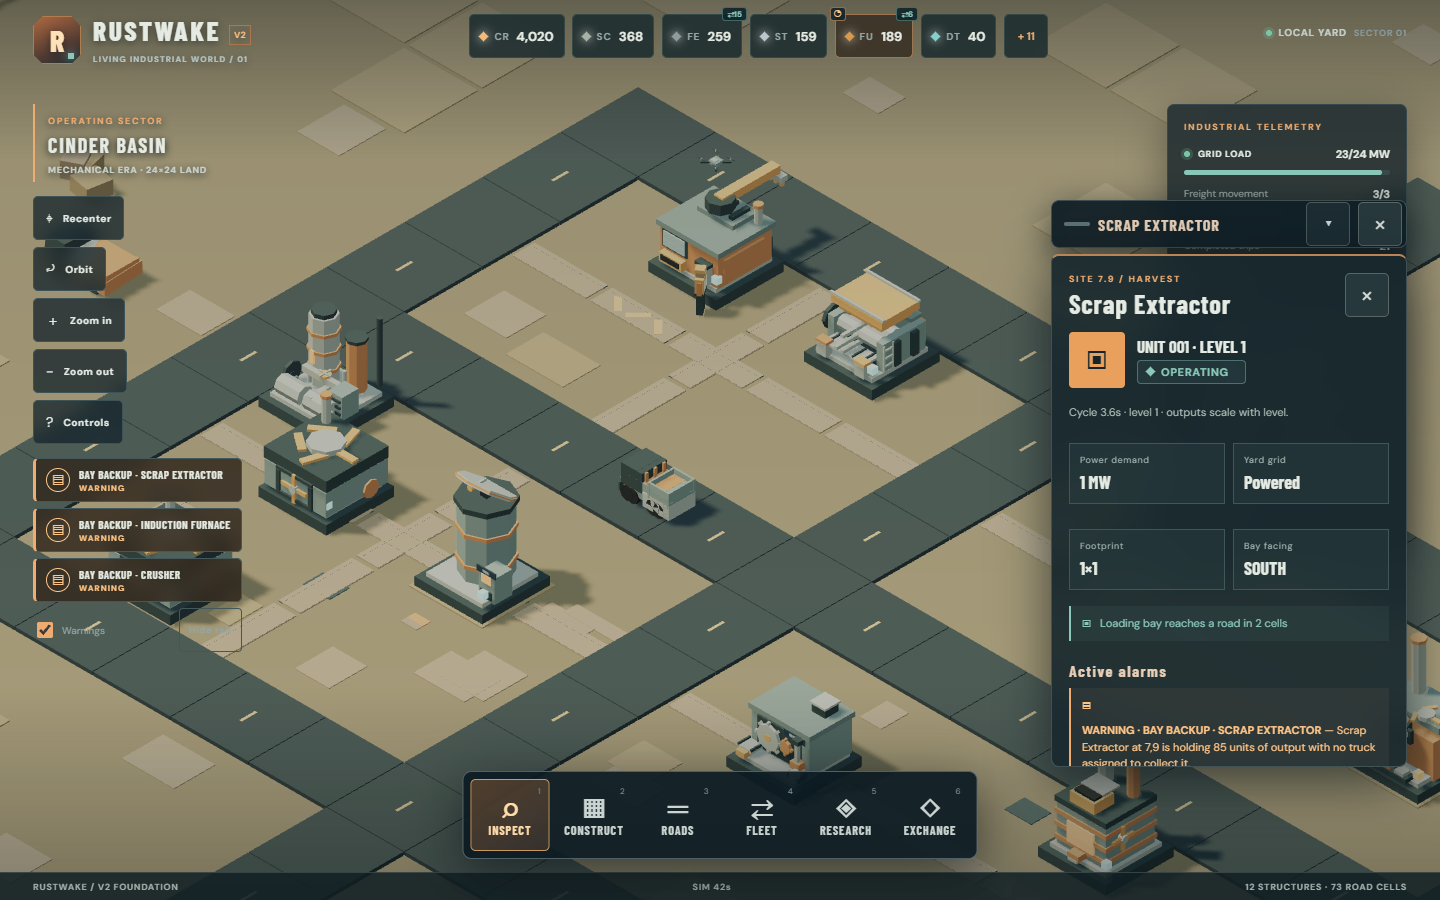 R
RUSTWAKE V2
LIVING INDUSTRIAL WORLD / 01
CR 4,020
SC 368
FE 259
⇄15
ST 159
FU 189
⇄6
DT 40
+ 11
LOCAL YARD SECTOR 01
OPERATING SECTOR
CINDER BASIN
MECHANICAL ERA · 24×24 LAND
Recenter
Orbit
+ Zoom in
− Zoom out
? Controls
BAY BACKUP · SCRAP EXTRACTOR
WARNING
BAY BACKUP · INDUCTION FURNACE
WARNING
BAY BACKUP · CRUSHER
WARNING
Warnings
INDUSTRIAL TELEMETRY
GRID LOAD 23/24 MW
Freight movement 3/3
SCRAP EXTRACTOR ▼ ×
SITE 7.9 / HARVEST
Scrap Extractor ×
UNIT 001 · LEVEL 1
◆ OPERATING
Cycle 3.6s · level 1 · outputs scale with level.
Power demand
1 MW
Yard grid
Powered
Footprint
1×1
Bay facing
SOUTH
Loading bay reaches a road in 2 cells
Active alarms
WARNING · BAY BACKUP · SCRAP EXTRACTOR — Scrap
Extractor at 7,9 is holding 85 units of output with no truck
assigned to collect it.
1
INSPECT
2
CONSTRUCT
3
ROADS
4
FLEET
5
RESEARCH
6
EXCHANGE
RUSTWAKE / V2 FOUNDATION
SIM 42s
12 STRUCTURES · 73 ROAD CELLS